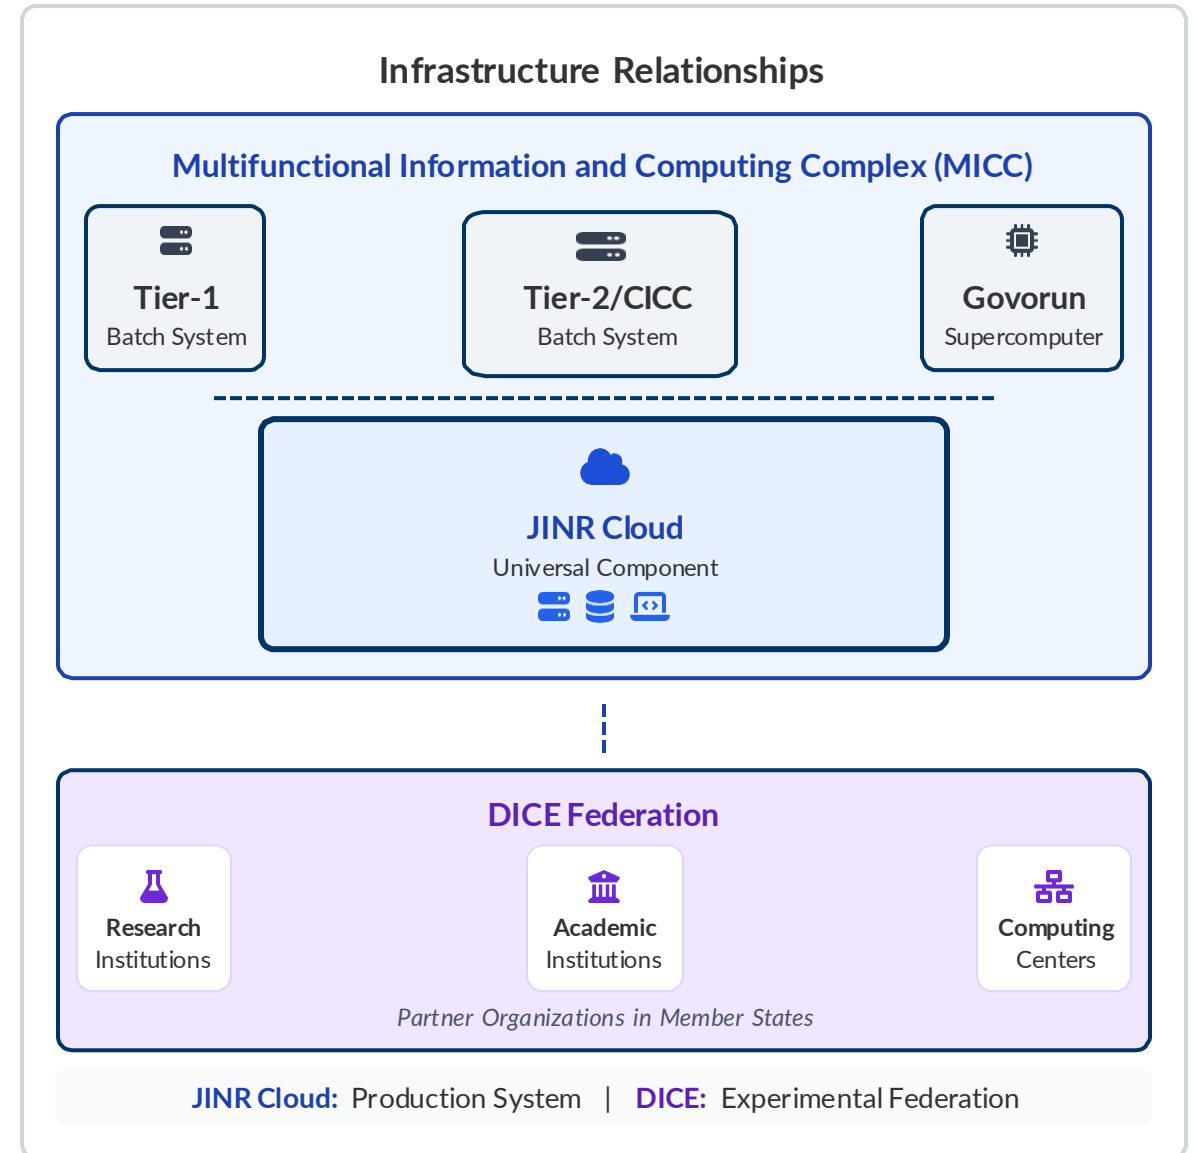 Infrastructure Relationships
Multifunctional Information and Computing Complex (MICC)
Tier-1
Batch System
Tier-2/CICC
Batch System
Govorun
Supercomputer
JINR Cloud
Universal Component
DICE Federation
Research
Institutions
Academic
Institutions
Computing
Centers
Partner Organizations in Member States
JINR Cloud: Production System | DICE: Experimental Federation